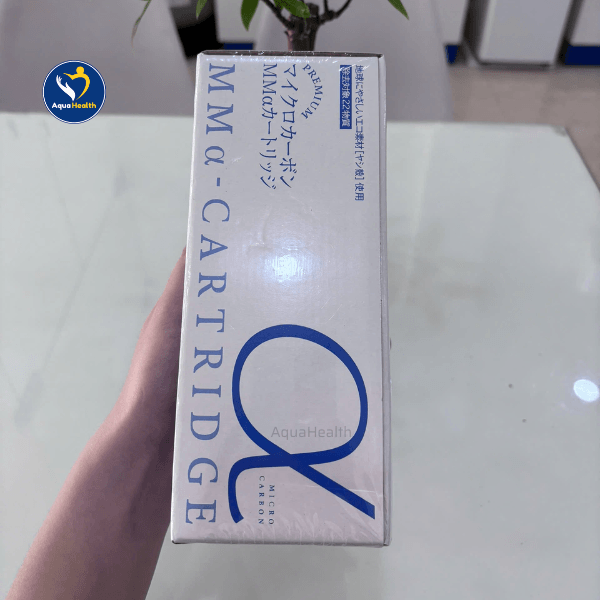 AquaHealth
地球にやさしいエコ素材[ヤシ殻]使用
除去対象22物質
PREMIUM
マイクロカーボン
MMαカートリッジ
MMα-CARTRIDGE
α
AquaHealth
MICRO
CARBON